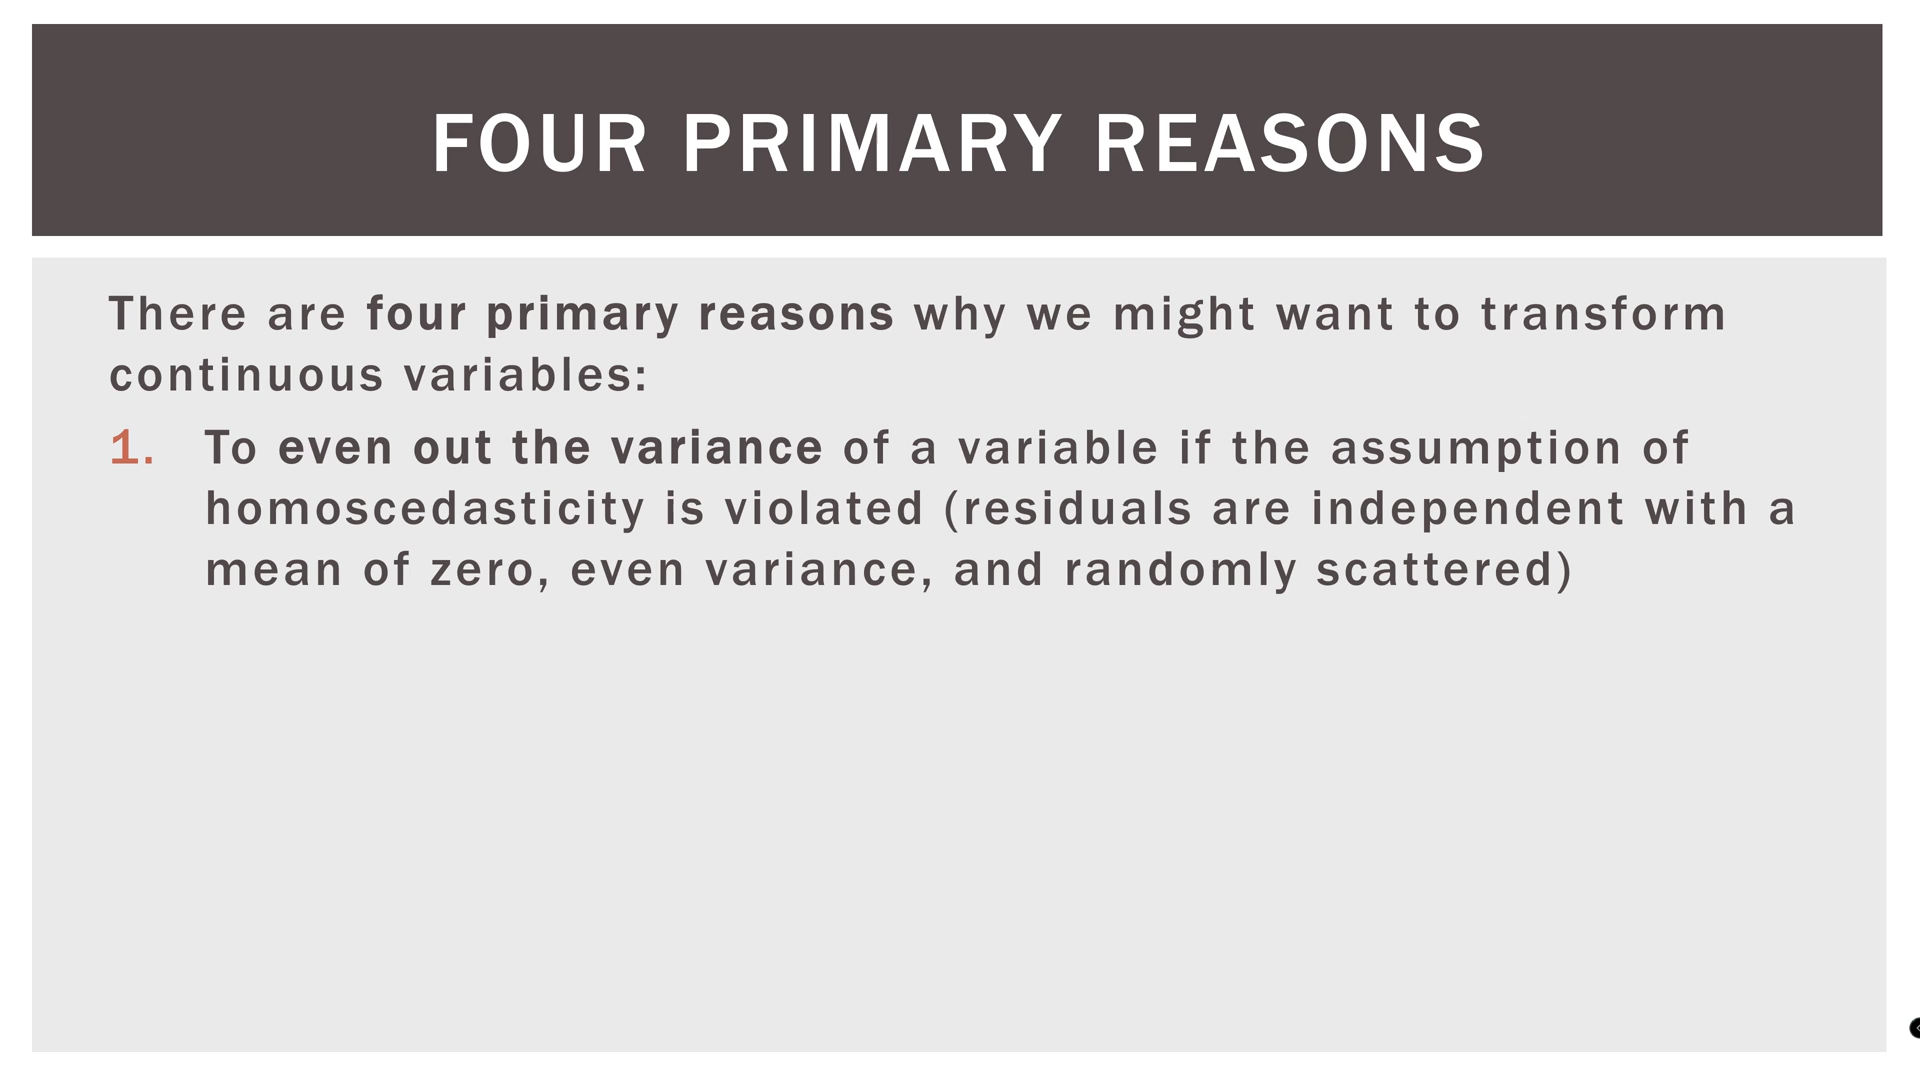 FOUR PRIMARY REASONS
There are four primary reasons why we might want to transform
continuous variables:
1. To even out the variance of a variable if the assumption of
homoscedasticity is violated (residuals are independent with a
mean of zero, even variance, and randomly scattered)